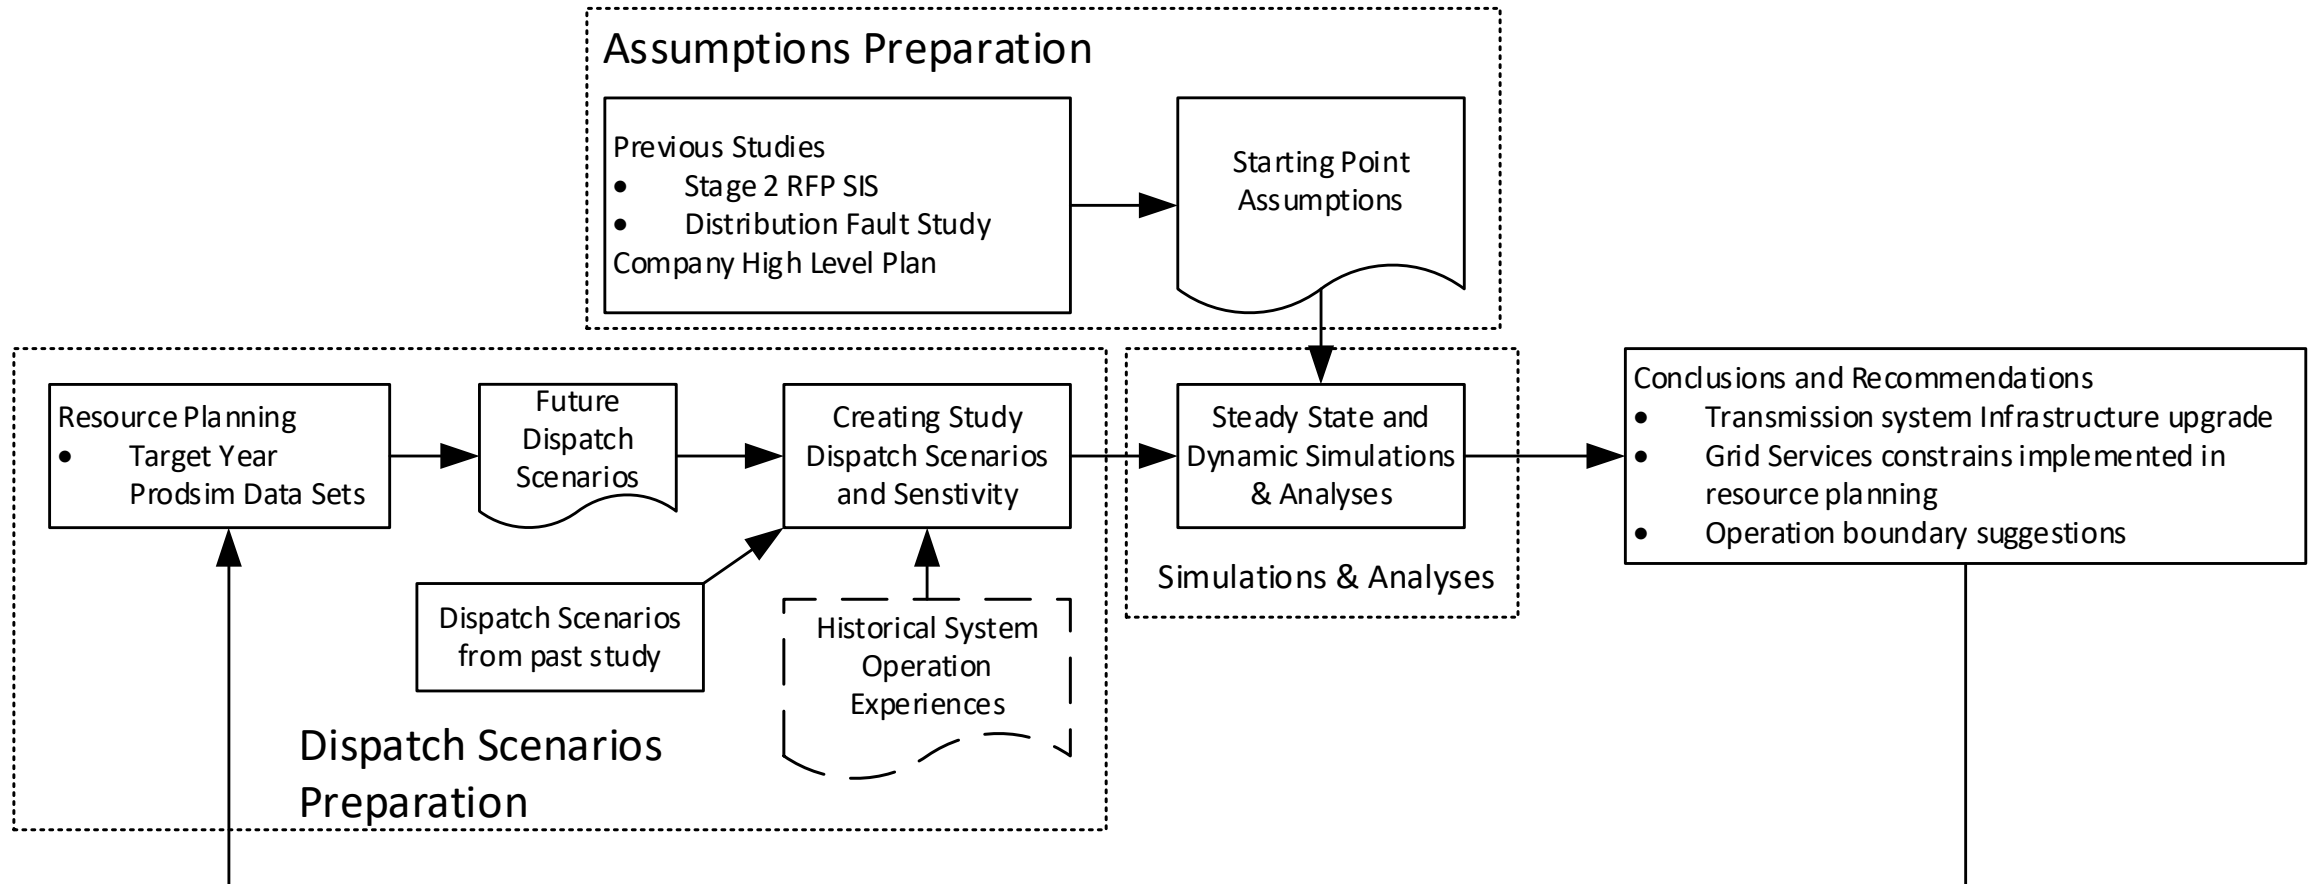 Assumptions Preparation
Previous Studies
• Stage 2 RFP SIS
• Distribution Fault Study
Company High Level Plan
Starting Point
Assumptions
Resource Planning
• Target Year
Prodsim Data Sets
Future
Dispatch
Scenarios
Creating Study
Dispatch Scenarios
and Senstivity
Steady State and
Dynamic Simulations
& Analyses
Simulations & Analyses
Conclusions and Recommendations
• Transmission system Infrastructure upgrade
• Grid Services constrains implemented in
resource planning
• Operation boundary suggestions
Dispatch Scenarios
from past study
Historical System
Operation
Experiences
Dispatch Scenarios
Preparation